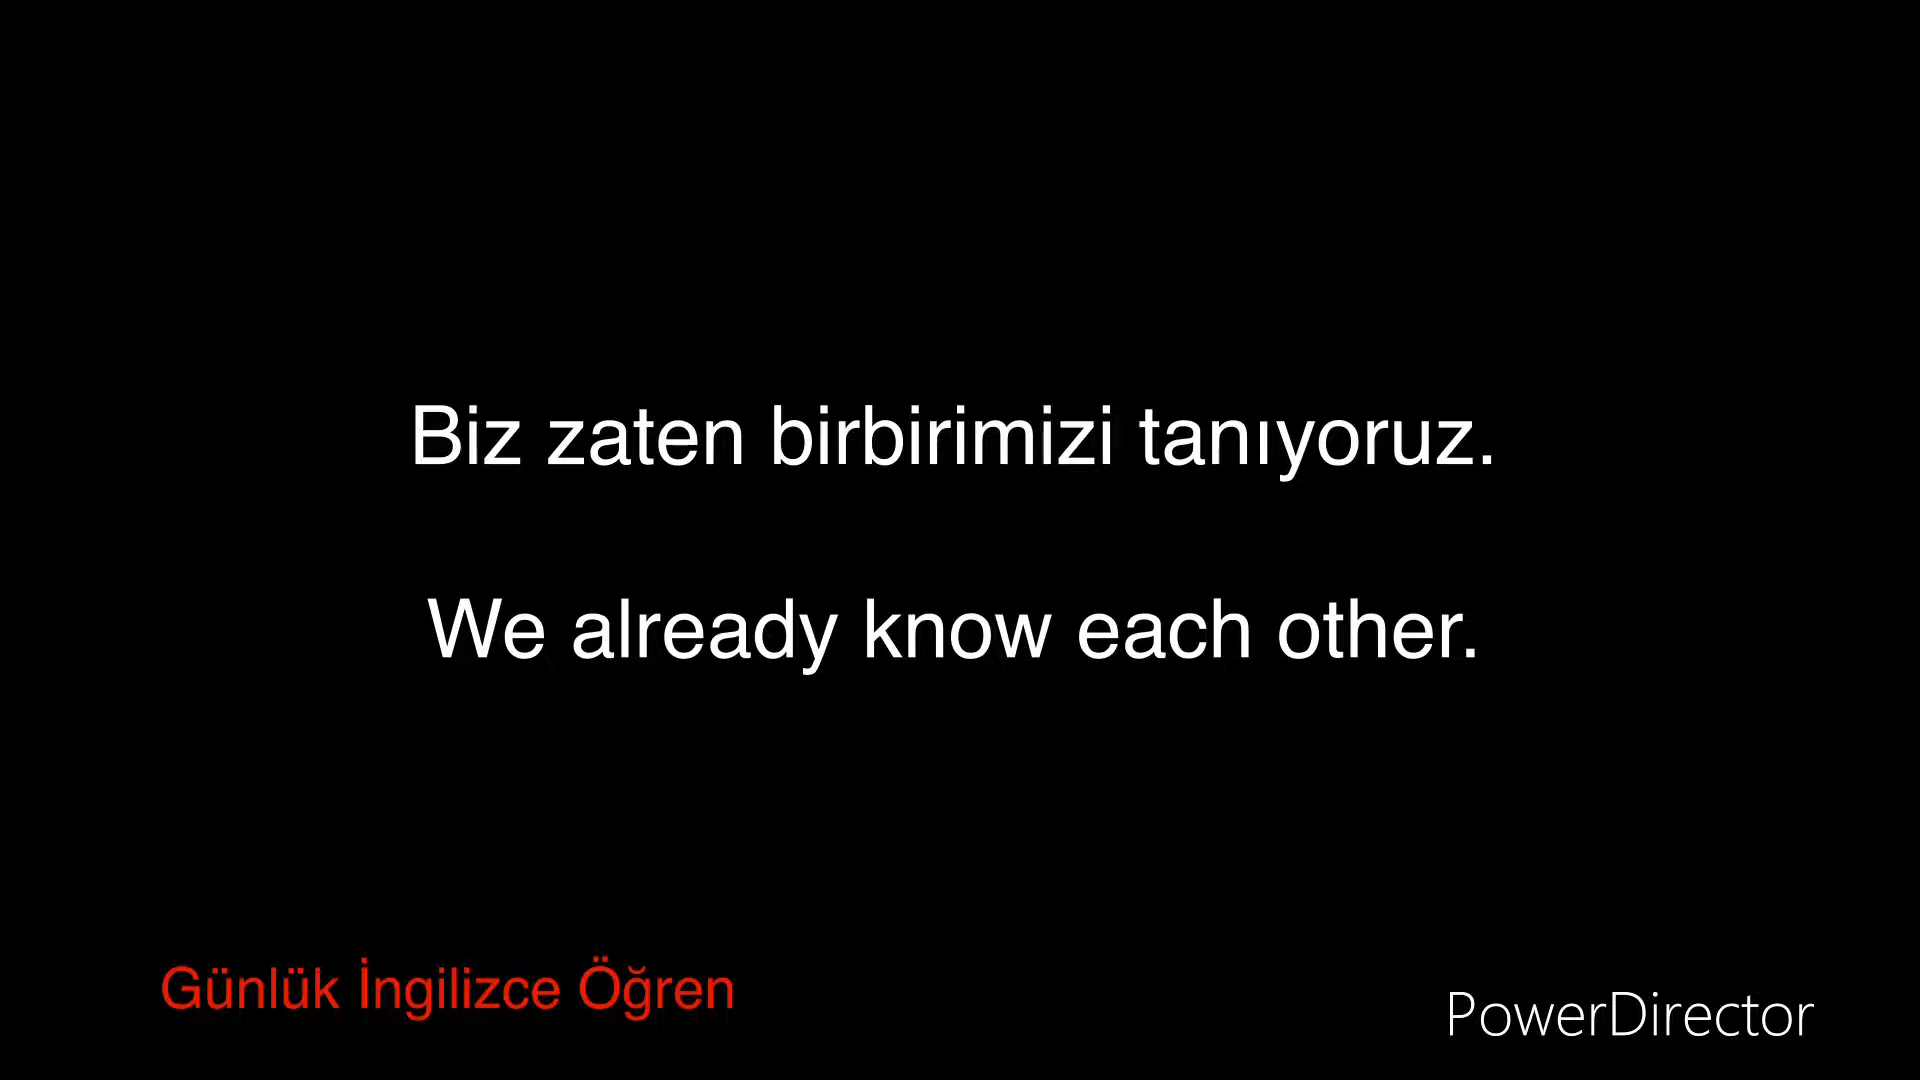 Biz zaten birbirimizi tanıyoruz.
We already know each other.
Günlük İngilizce Öğren
PowerDirector